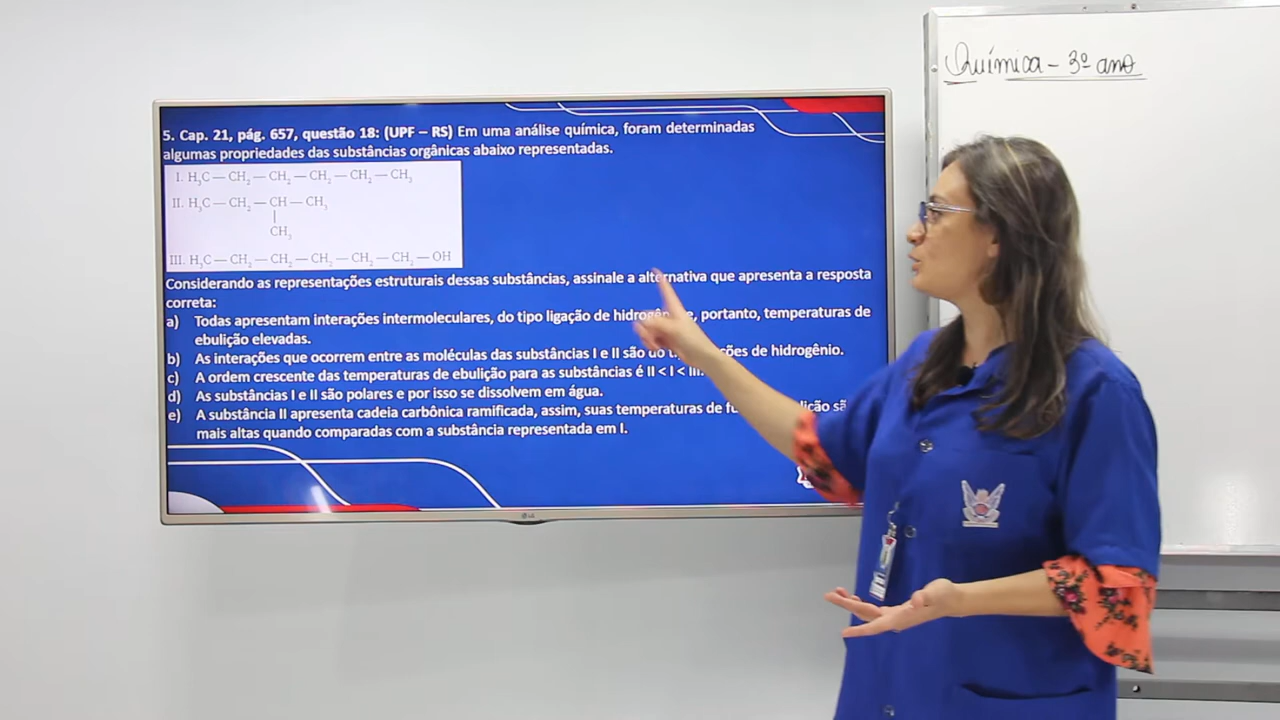 Química - 3º ano
5. Cap. 21, pág. 657, questão 18: (UPF – RS) Em uma análise química, foram determinadas
algumas propriedades das substâncias orgânicas abaixo representadas.
I. H₃C — CH₂ — CH₂ — CH₂ — CH₂ — CH₃
II. H₃C — CH₂ — CH — CH₃
|
CH₃
III. H₃C — CH₂ — CH₂ — CH₂ — CH₂ — CH₂ — OH
Considerando as representações estruturais dessas substâncias, assinale a alternativa que apresenta a resposta
correta:
a) Todas apresentam interações intermoleculares, do tipo ligação de , portanto, temperaturas de
ebulição elevadas.
b) As interações que ocorrem entre as moléculas das substâncias I e II são do de hidrogênio.
c) A ordem crescente das temperaturas de ebulição para as substâncias é II < I < III.
d) As substâncias I e II são polares e por isso se dissolvem em água.
e) A substância II apresenta cadeia carbônica ramificada, assim, suas temperaturas de
mais altas quando comparadas com a substância representada em I.
LG